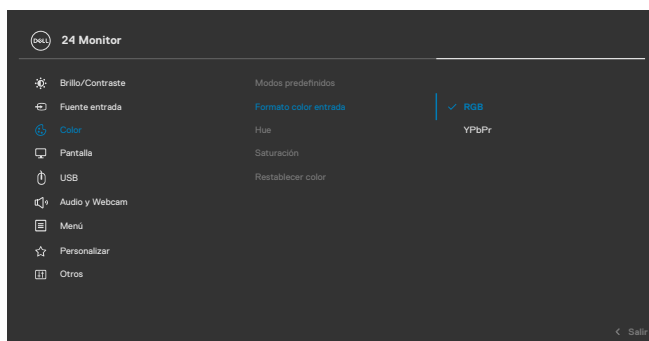 DELL 24 Monitor
Brillo/Contraste Modos predefinidos
Fuente entrada Formato color entrada RGB
Color Hue YPbPr
Pantalla Saturación
USB Restablecer color
Audio y Webcam
Menú
Personalizar
Otros
Salir